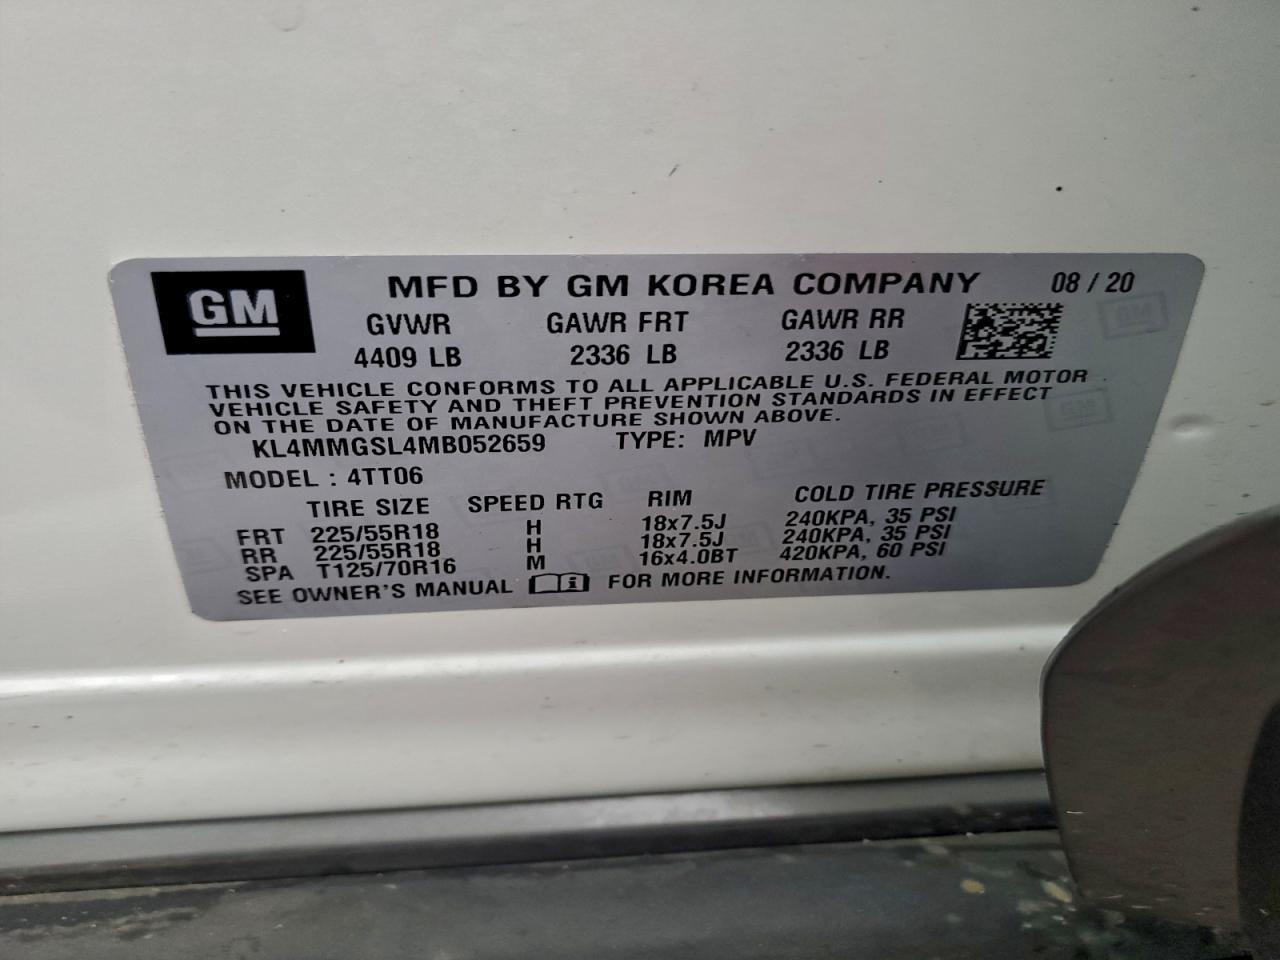 GM MFD BY GM KOREA COMPANY 08 / 20
GVWR GAWR FRT GAWR RR
4409 LB 2336 LB 2336 LB
THIS VEHICLE CONFORMS TO ALL APPLICABLE U.S. FEDERAL MOTOR
VEHICLE SAFETY AND THEFT PREVENTION STANDARDS IN EFFECT
ON THE DATE OF MANUFACTURE SHOWN ABOVE.
KL4MMGSL4MB052659 TYPE: MPV
MODEL : 4TT06
TIRE SIZE SPEED RTG RIM COLD TIRE PRESSURE
FRT 225/55R18 H 18x7.5J 240KPA, 35 PSI
RR 225/55R18 H 18x7.5J 240KPA, 35 PSI
SPA T125/70R16 M 16x4.0BT 420KPA, 60 PSI
SEE OWNER'S MANUAL FOR MORE INFORMATION.